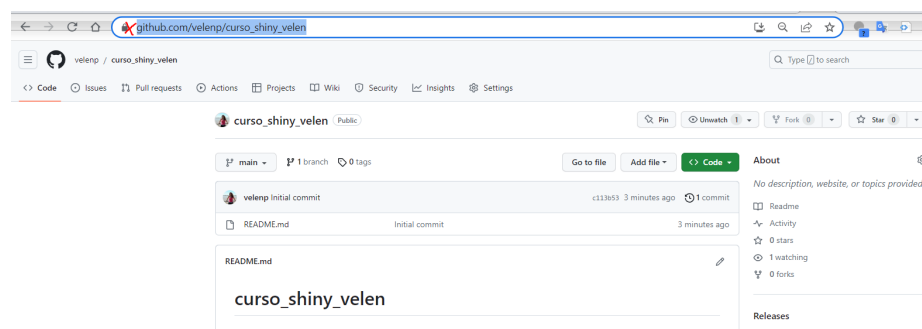 github.com/velenp/curso_shiny_velen
velenp / curso_shiny_velen
Type / to search
<> Code Issues Pull requests Actions Projects Wiki Security Insights Settings
curso_shiny_velen Public
Pin Unwatch 1 Fork 0 Star 0
main 1 branch 0 tags Go to file Add file <> Code
About
No description, website, or topics provided
velenp Initial commit c113b53 3 minutes ago 1 commit
README.md Initial commit 3 minutes ago
Readme
Activity
0 stars
1 watching
0 forks
README.md
curso_shiny_velen
Releases